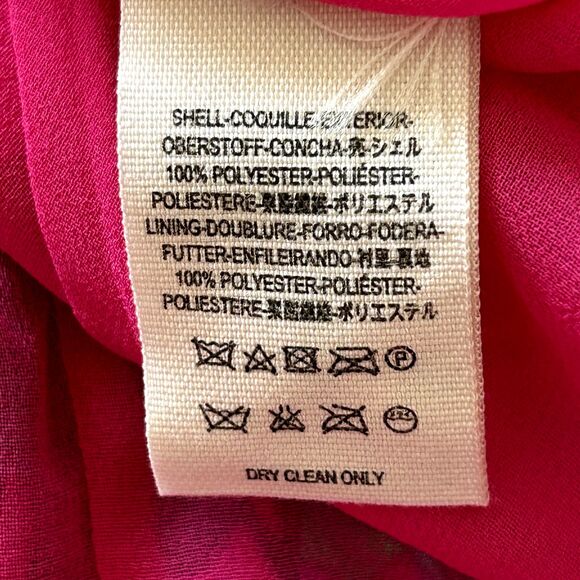 SHELL-COQUILLE-EXTERIOR-
OBERSTOFF-CONCHA-壳-シェル
100% POLYESTER-POLIÉSTER-
POLIESTERE-聚酯纖維-ポリエステル
LINING-DOUBLURE-FORRO-FODERA-
FUTTER-ENFILEIRANDO-衬里-裏地
100% POLYESTER-POLIÉSTER-
POLIESTERE-聚酯纖維-ポリエステル
P
DRY CLEAN ONLY